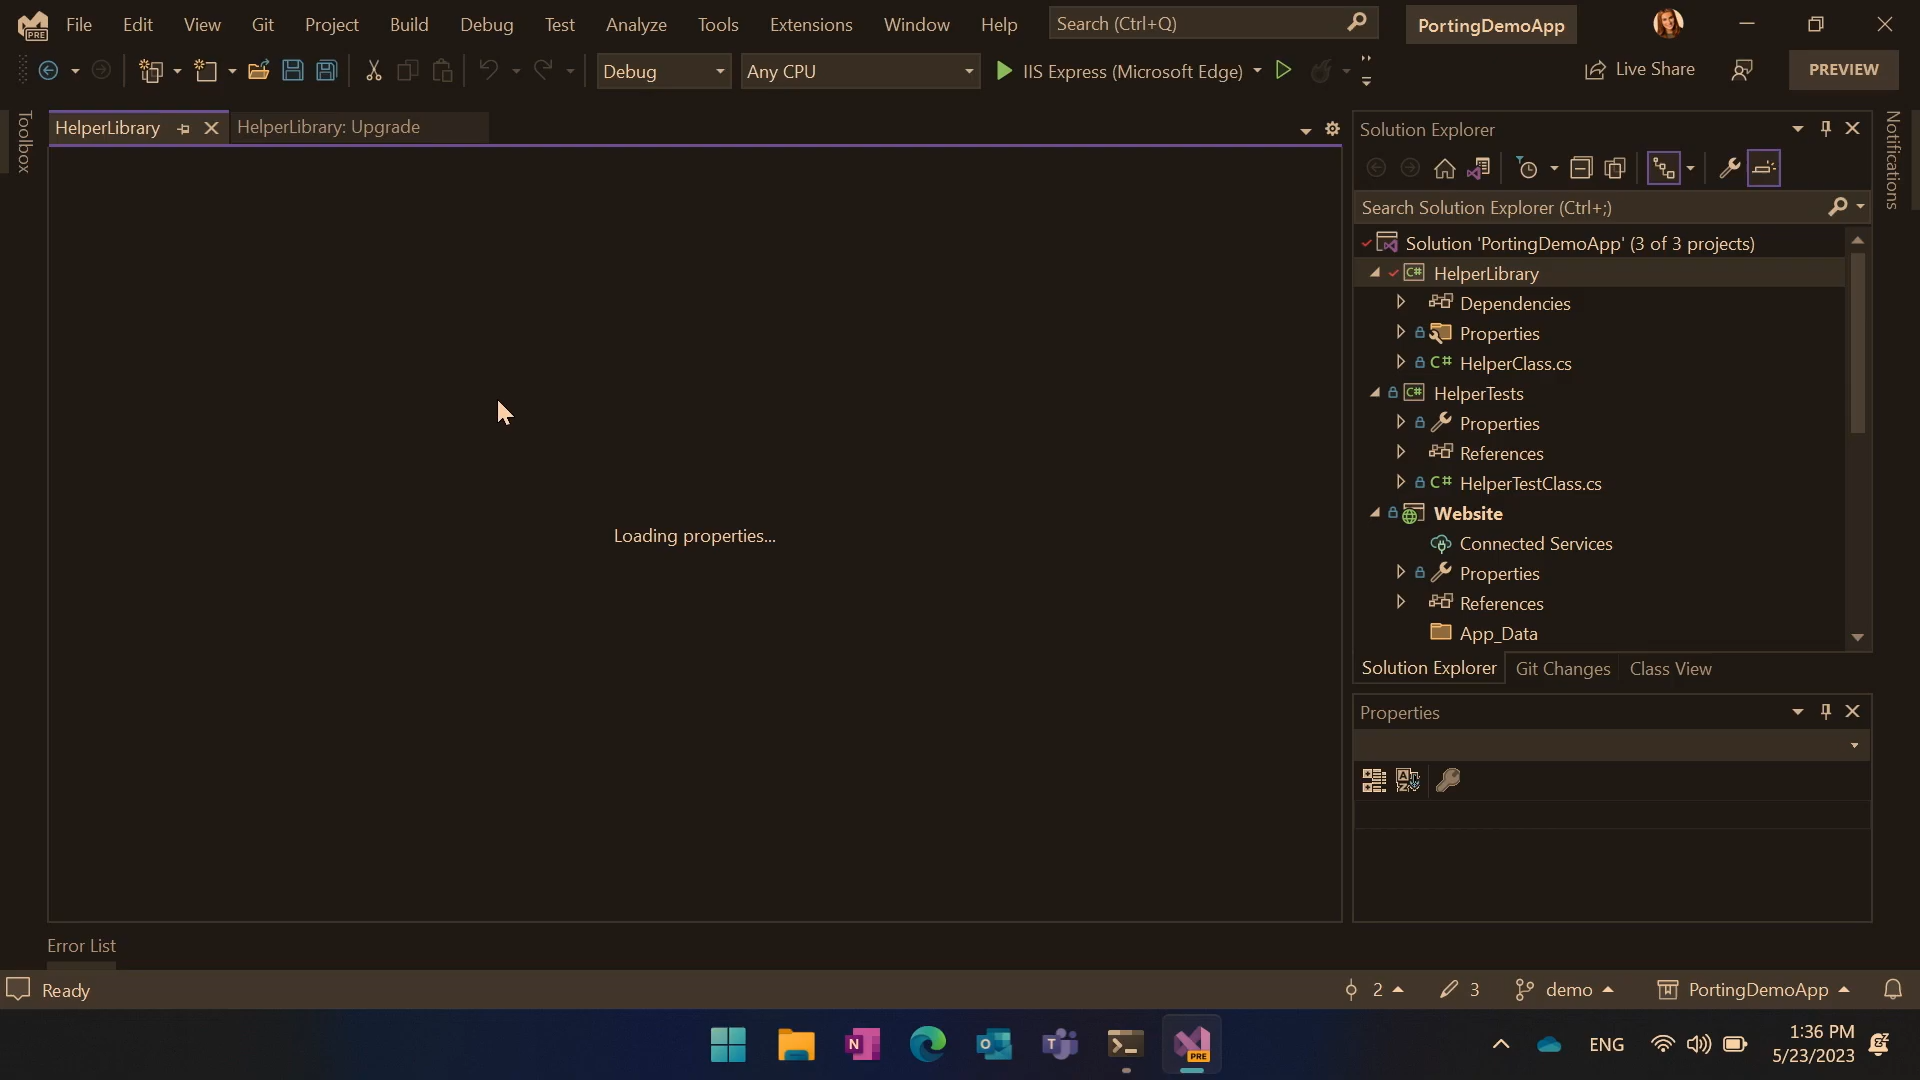 File Edit View Git Project Build Debug Test Analyze Tools Extensions Window Help Search (Ctrl+Q) PortingDemoApp
PRE
Debug Any CPU IIS Express (Microsoft Edge) Live Share PREVIEW
Toolbox
HelperLibrary HelperLibrary: Upgrade
Loading properties...
Solution Explorer
Search Solution Explorer (Ctrl+;)
Solution 'PortingDemoApp' (3 of 3 projects)
C# HelperLibrary
Dependencies
Properties
C# HelperClass.cs
C# HelperTests
Properties
References
C# HelperTestClass.cs
Website
Connected Services
Properties
References
App_Data
Solution Explorer Git Changes Class View
Properties
Notifications
Error List
Ready 2 3 demo PortingDemoApp
N O T PRE ENG 1:36 PM
5/23/2023